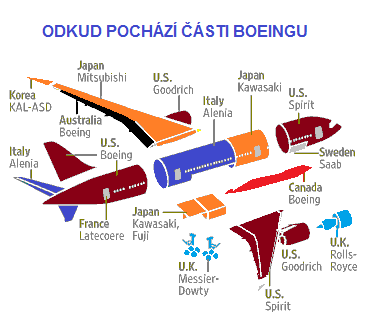 ODKUD POCHÁZÍ ČÁSTI BOEINGU
Japan
Mitsubishi
Korea
KAL-ASD
U.S.
Goodrich
Japan
Kawasaki
Italy
Alenia
U.S.
Spirit
Australia
Boeing
U.S.
Boeing
Italy
Alenia
Sweden
Saab
Canada
Boeing
France
Latecoere
Japan
Kawasaki,
Fuji
U.K.
Messier-
Dowty
U.S.
Goodrich
U.K.
Rolls-
Royce
U.S.
Spirit